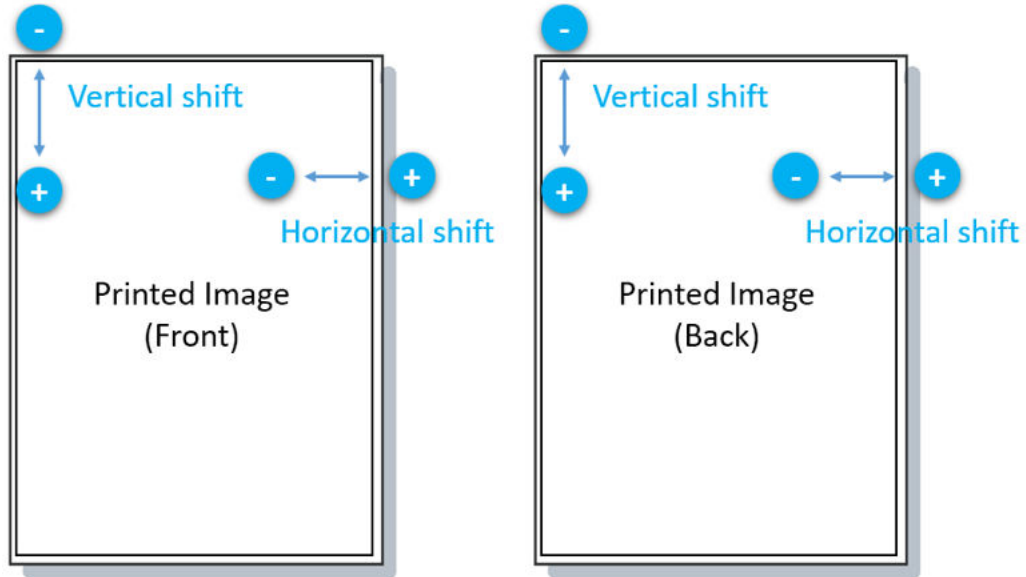 -
Vertical shift
- +
+
Horizontal shift
Printed Image
(Front)
-
Vertical shift
- +
+
Horizontal shift
Printed Image
(Back)